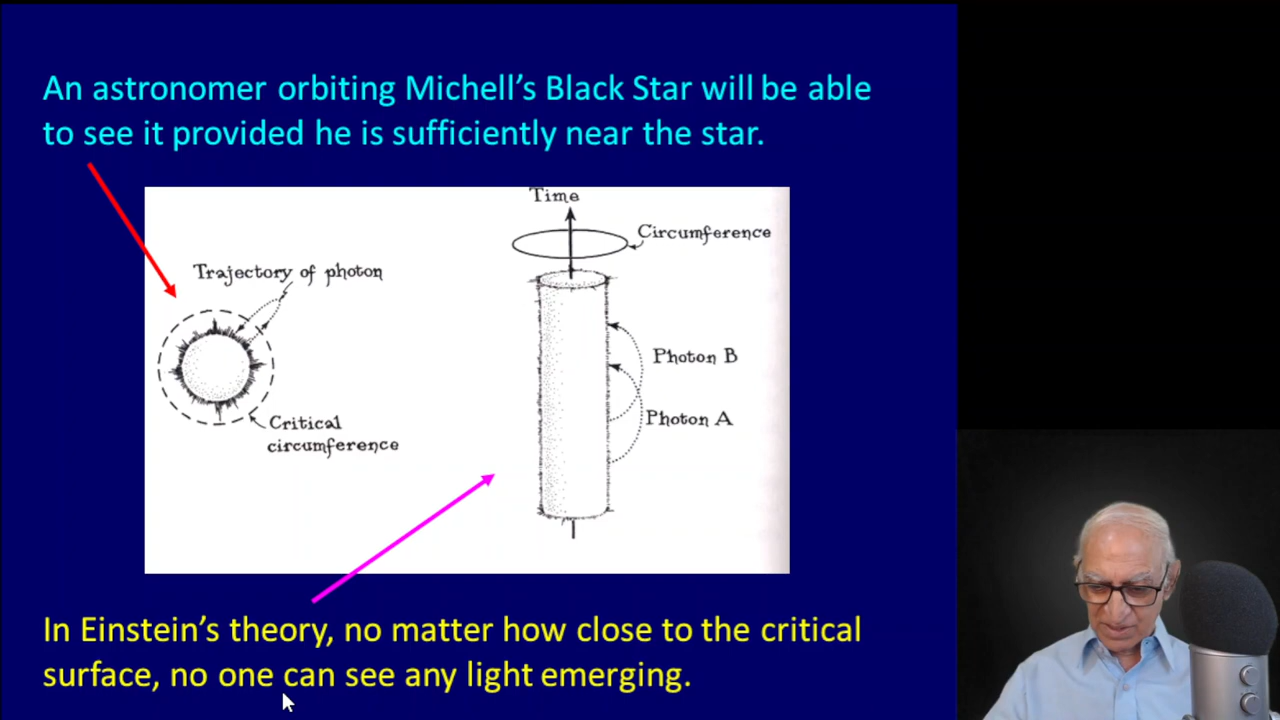 An astronomer orbiting Michell's Black Star will be able
to see it provided he is sufficiently near the star.
Time
Circumference
Trajectory of photon
Photon B
Photon A
Critical
circumference
In Einstein's theory, no matter how close to the critical
surface, no one can see any light emerging.